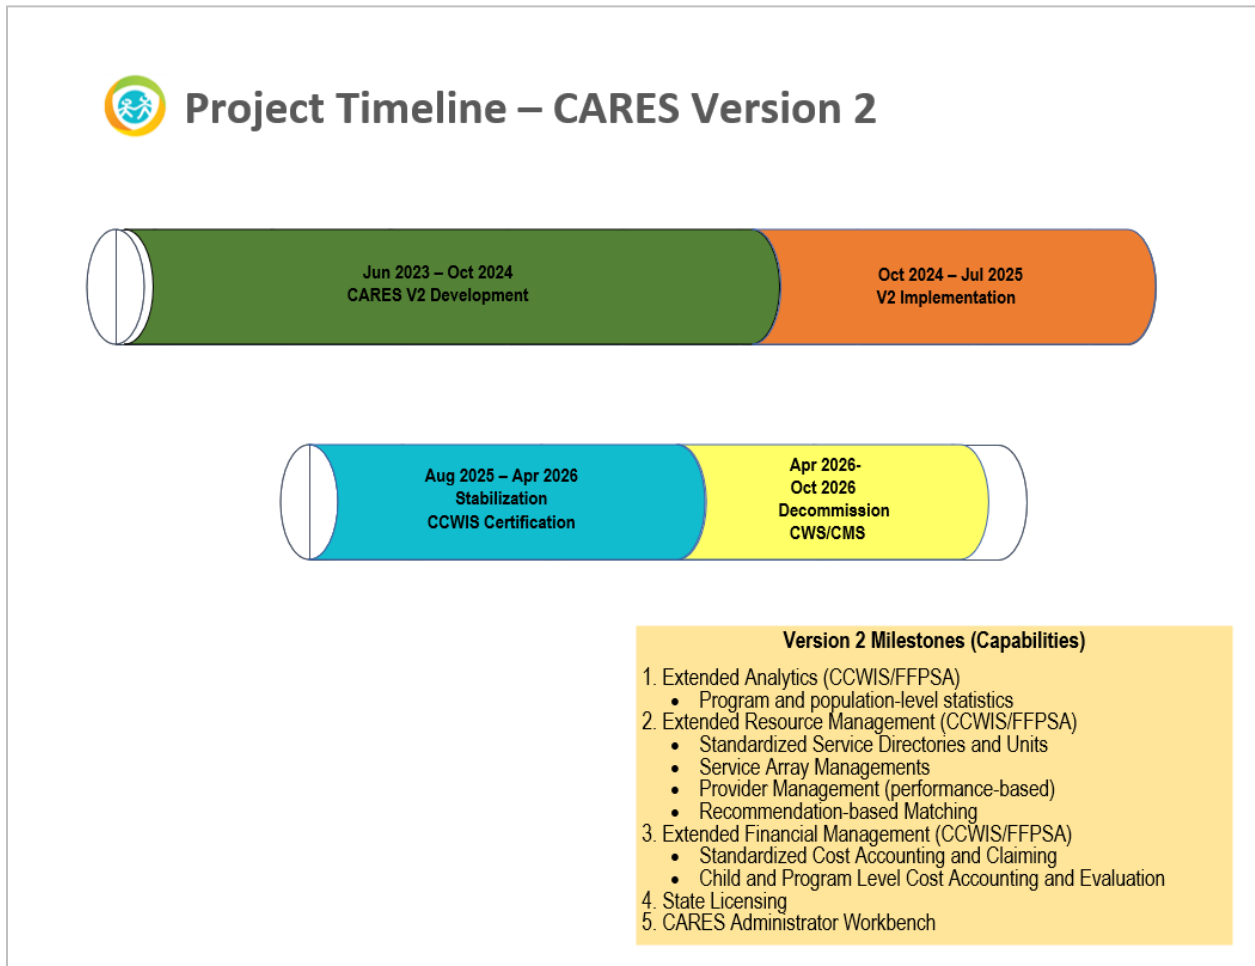 Project Timeline – CARES Version 2
Jun 2023 – Oct 2024
CARES V2 Development
Oct 2024 – Jul 2025
V2 Implementation
Aug 2025 – Apr 2026
Stabilization
CCWIS Certification
Apr 2026-
Oct 2026
Decommission
CWS/CMS
Version 2 Milestones (Capabilities)
1. Extended Analytics (CCWIS/FFPSA)
• Program and population-level statistics
2. Extended Resource Management (CCWIS/FFPSA)
• Standardized Service Directories and Units
• Service Array Managements
• Provider Management (performance-based)
• Recommendation-based Matching
3. Extended Financial Management (CCWIS/FFPSA)
• Standardized Cost Accounting and Claiming
• Child and Program Level Cost Accounting and Evaluation
4. State Licensing
5. CARES Administrator Workbench